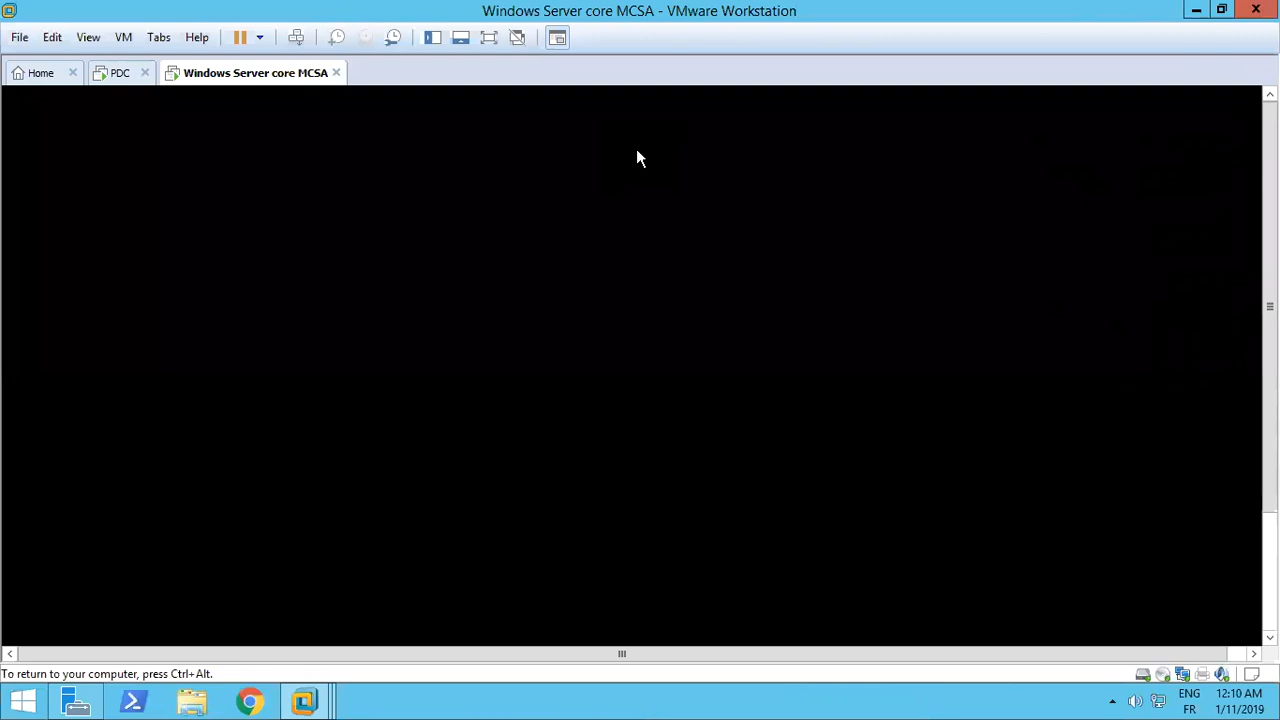 Windows Server core MCSA - VMware Workstation
File Edit View VM Tabs Help
Home PDC Windows Server core MCSA
To return to your computer, press Ctrl+Alt.
ENG 12:10 AM
FR 1/11/2019